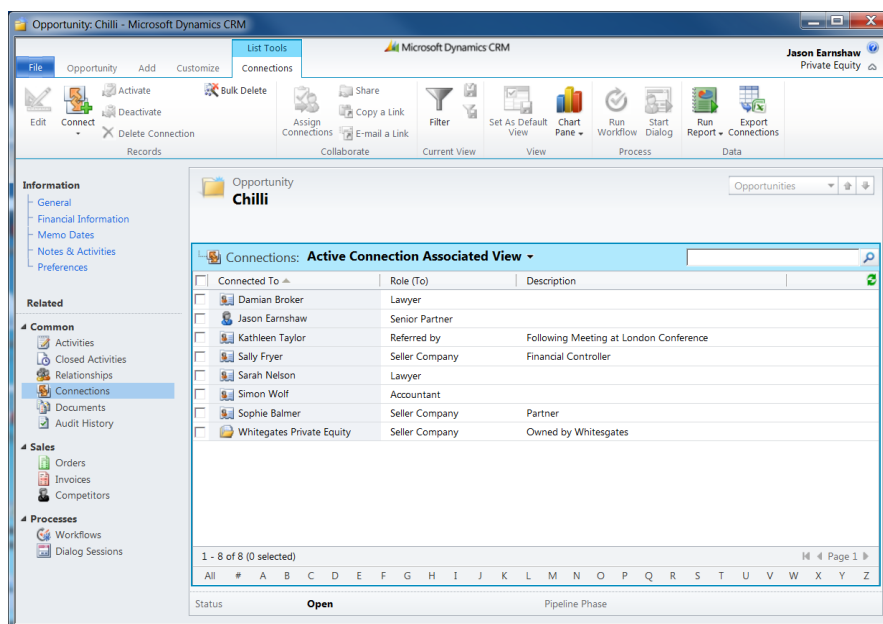 Opportunity: Chilli - Microsoft Dynamics CRM
List Tools
Microsoft Dynamics CRM
Jason Earnshaw
Private Equity
File Opportunity Add Customize Connections
Edit
Connect
Activate
Deactivate
Delete Connection
Bulk Delete
Records
Assign Connections
Share
Copy a Link
E-mail a Link
Collaborate
Filter
Current View
Set As Default View
Chart Pane
View
Run Workflow
Start Dialog
Process
Run Report
Export Connections
Data
Information
General
Financial Information
Memo Dates
Notes & Activities
Preferences
Related
Common
Activities
Closed Activities
Relationships
Connections
Documents
Audit History
Sales
Orders
Invoices
Competitors
Processes
Workflows
Dialog Sessions
Opportunity
Chilli
Opportunities
Connections: Active Connection Associated View
Connected To Role (To) Description
Damian Broker Lawyer
Jason Earnshaw Senior Partner
Kathleen Taylor Referred by Following Meeting at London Conference
Sally Fryer Seller Company Financial Controller
Sarah Nelson Lawyer
Simon Wolf Accountant
Sophie Balmer Seller Company Partner
Whitegates Private Equity Seller Company Owned by Whitesgates
1 - 8 of 8 (0 selected) Page 1
All # A B C D E F G H I J K L M N O P Q R S T U V W X Y Z
Status Open Pipeline Phase